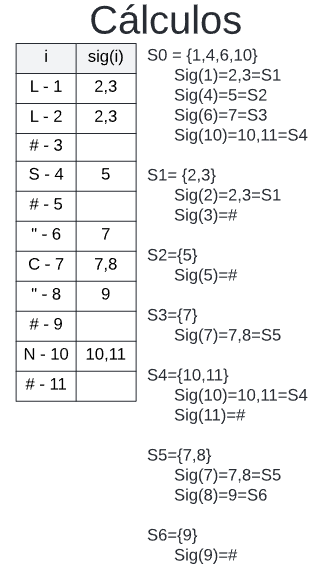 Cálculos
i sig(i)
L - 1 2,3
L - 2 2,3
# - 3
S - 4 5
# - 5
" - 6 7
C - 7 7,8
" - 8 9
# - 9
N - 10 10,11
# - 11
S0 = {1,4,6,10}
Sig(1)=2,3=S1
Sig(4)=5=S2
Sig(6)=7=S3
Sig(10)=10,11=S4
S1= {2,3}
Sig(2)=2,3=S1
Sig(3)=#
S2={5}
Sig(5)=#
S3={7}
Sig(7)=7,8=S5
S4={10,11}
Sig(10)=10,11=S4
Sig(11)=#
S5={7,8}
Sig(7)=7,8=S5
Sig(8)=9=S6
S6={9}
Sig(9)=#